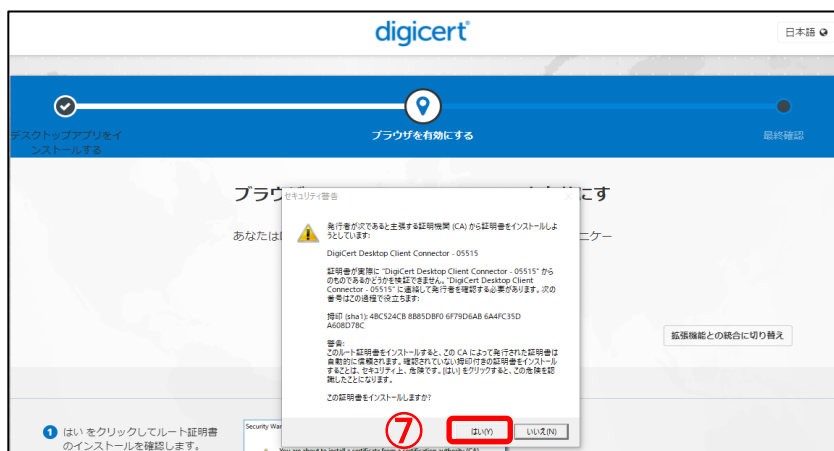 digicert
日本語
デスクトップアプリをイ
ンストールする
ブラウザを有効にする
最終確認
ブラウザ
にす
あなたは
ニケー
セキュリティ警告
発行者が次であると主張する証明機関 (CA) から証明書をインストールしよ
うとしています:
DigiCert Desktop Client Connector - 05515
証明書が実際に "DigiCert Desktop Client Connector - 05515" から
のものであるかどうかを検証できません。"DigiCert Desktop Client
Connector - 05515" に連絡して発行者を確認する必要があります。次の
番号はこの過程で役立ちます:
拇印 (sha1): 4BC524CB 8B85DBF0 6F79D6AB 6A4FC35D
A608D78C
警告:
このルート証明書をインストールすると、この CA によって発行された証明書は
自動的に信頼されます。確認されていない拇印付きの証明書をインストール
することは、セキュリティ上、危険です。[はい] をクリックすると、この危険を認
識したことになります。
この証明書をインストールしますか?
⑦
はい(Y)
いいえ(N)
拡張機能との統合に切り替え
1 はい をクリックしてルート証明書
のインストールを確認します。
Security War
You are about to install a certificate from a certification authority (CA)